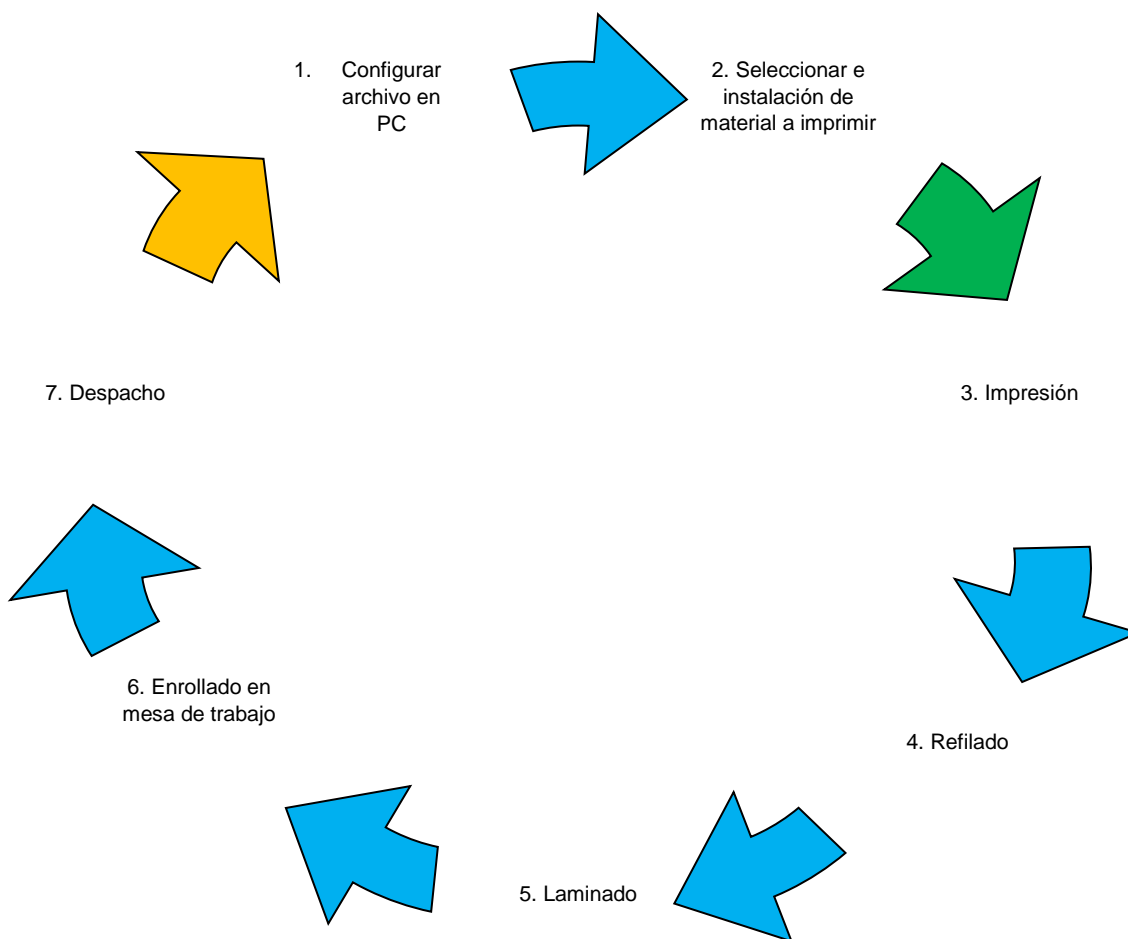 1. Configurar
archivo en
PC
2. Seleccionar e
instalación de
material a imprimir
3. Impresión
4. Refilado
5. Laminado
6. Enrollado en
mesa de trabajo
7. Despacho